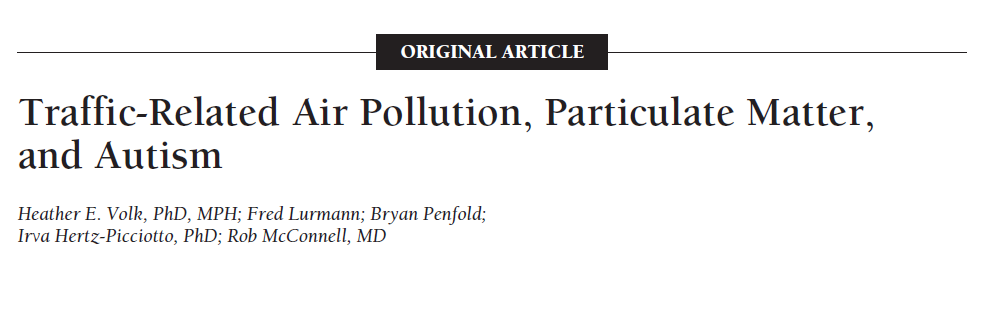 ORIGINAL ARTICLE
Traffic-Related Air Pollution, Particulate Matter,
and Autism
Heather E. Volk, PhD, MPH; Fred Lurmann; Bryan Penfold;
Irva Hertz-Picciotto, PhD; Rob McConnell, MD